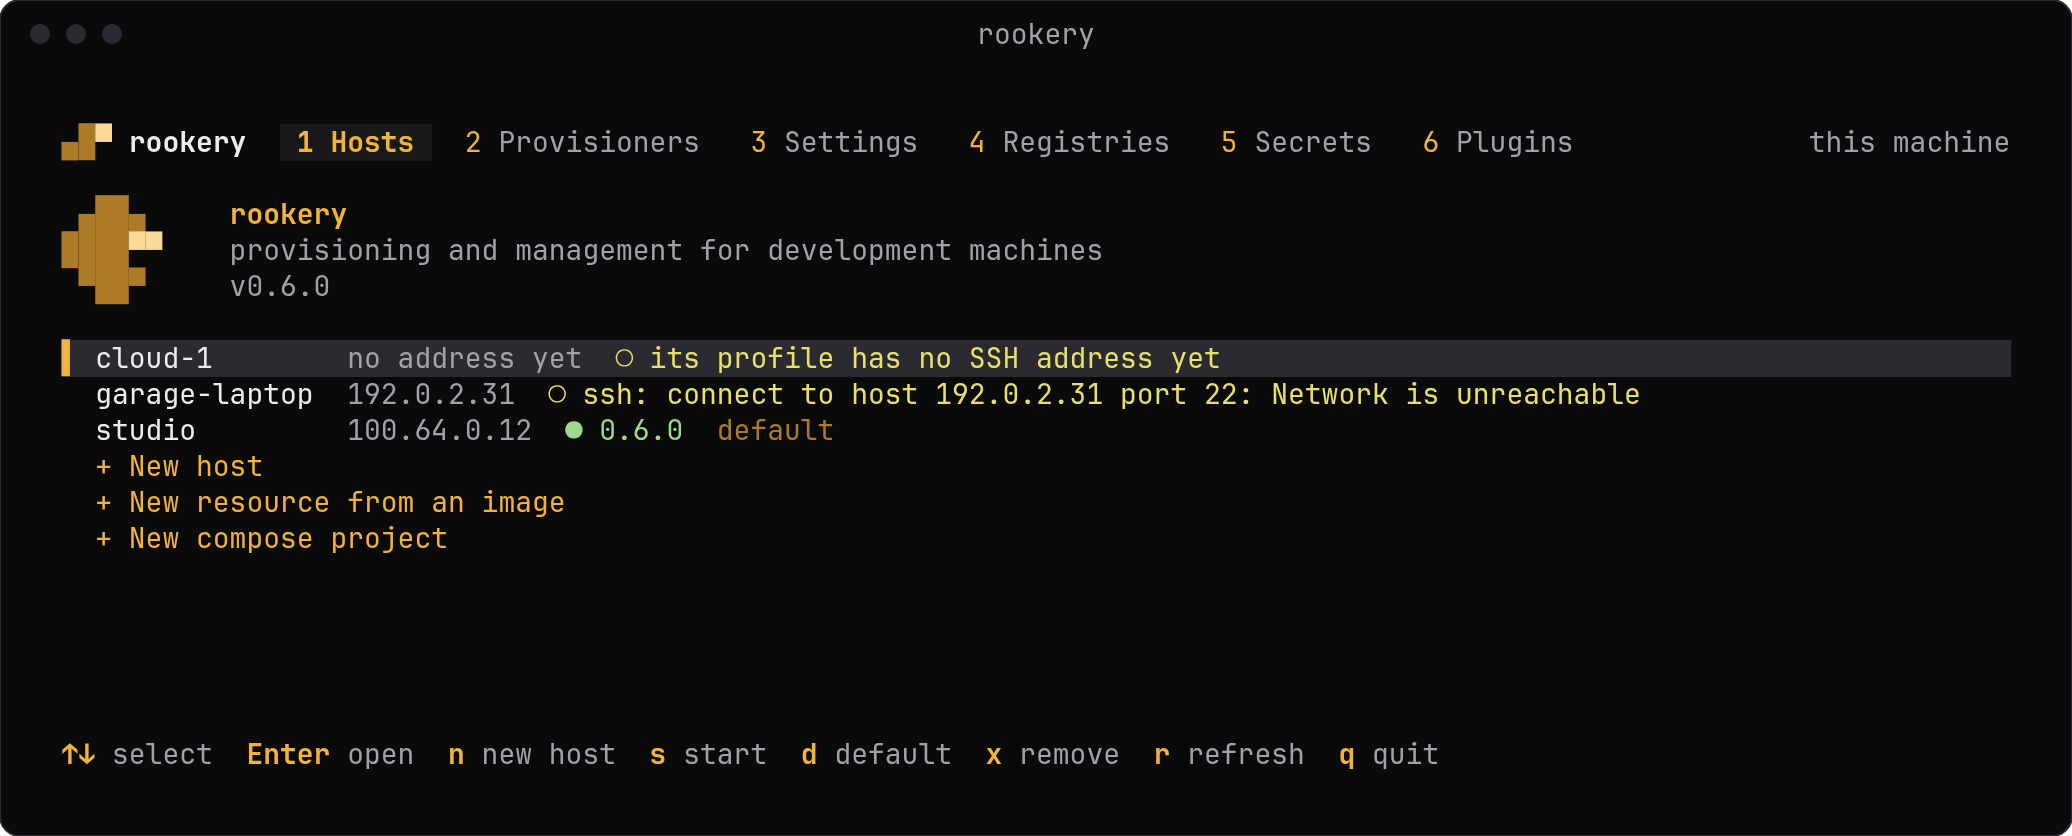 rookery
rookery 1 Hosts 2 Provisioners 3 Settings 4 Registries 5 Secrets 6 Plugins this machine
rookery
provisioning and management for development machines
v0.6.0
cloud-1 no address yet ○ its profile has no SSH address yet
garage-laptop 192.0.2.31 ○ ssh: connect to host 192.0.2.31 port 22: Network is unreachable
studio 100.64.0.12 ● 0.6.0 default
+ New host
+ New resource from an image
+ New compose project
↑↓ select Enter open n new host s start d default x remove r refresh q quit